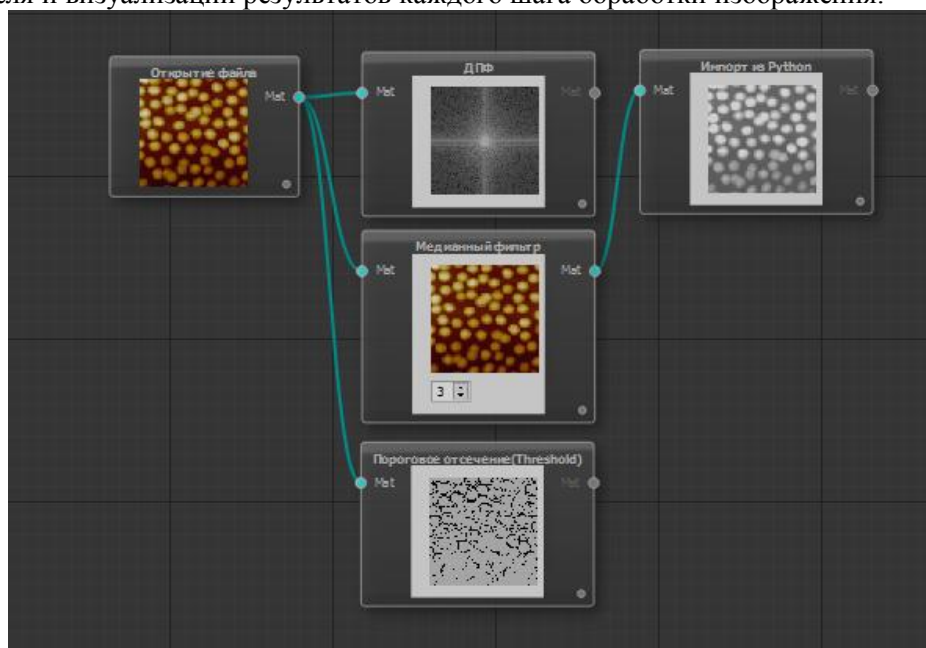 и визуализации результатов каждого шага обработки изображения.
Открытие файла
Mat
ДПФ
Mat
Mat
Импорт из Python
Mat
Mat
Медианный фильтр
Mat
Mat
3
Пороговое отсечение(Threshold)
Mat
Mat